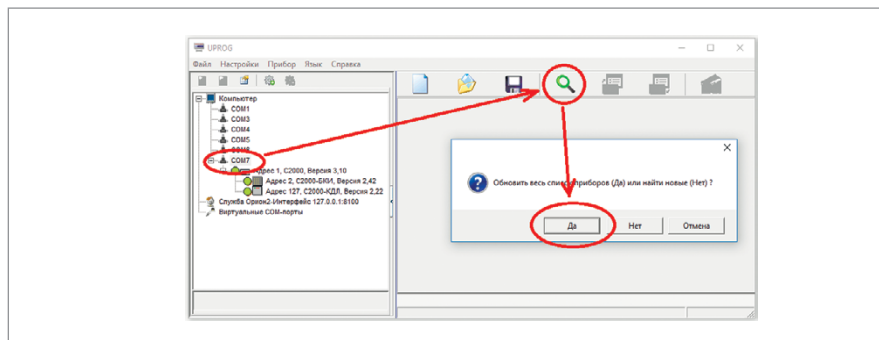 UPROG
Файл Настройки Прибор Язык Справка
Компьютер
COM1
COM3
COM4
COM5
COM6
COM7
Адрес 1, С2000, Версия 3,10
Адрес 2, С2000-БКИ, Версия 2,42
Адрес 127, С2000-КДЛ, Версия 2,22
Служба Орион2-Интерфейс 127.0.0.1:8100
Виртуальные COM-порты
Обновить весь список приборов (Да) или найти новые (Нет) ?
Да Нет Отмена